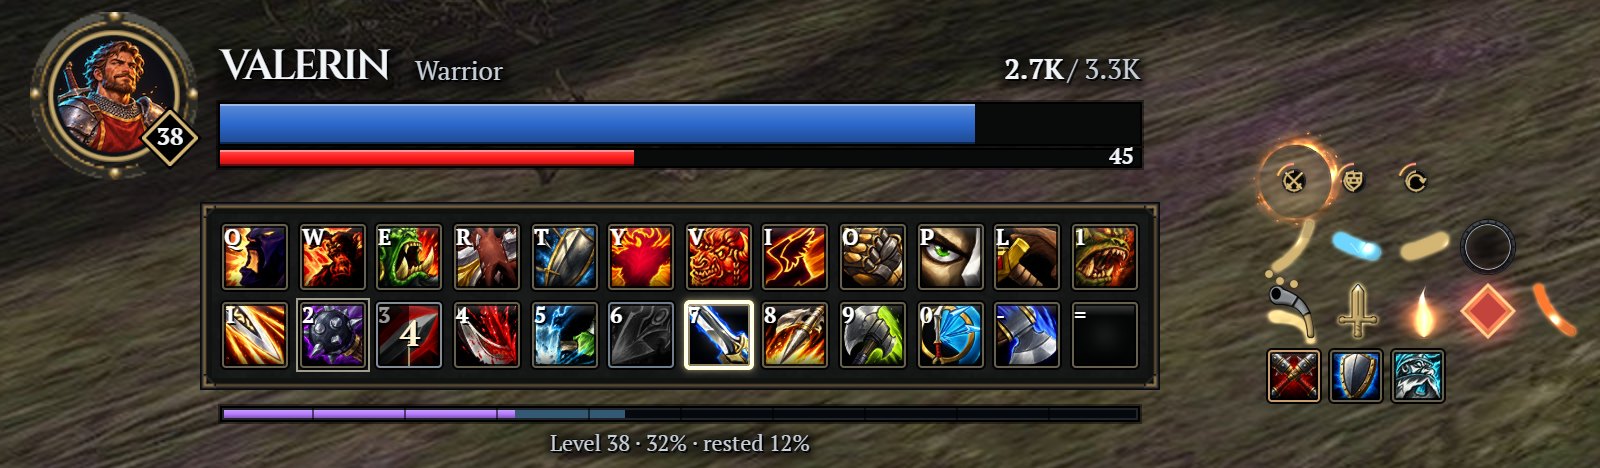 VALERIN Warrior 2.7K / 3.3K
38
45
Q W E R T Y V I O P L 1
1 2 3 4 4 5 6 7 8 9 0 - =
Level 38 · 32% · rested 12%